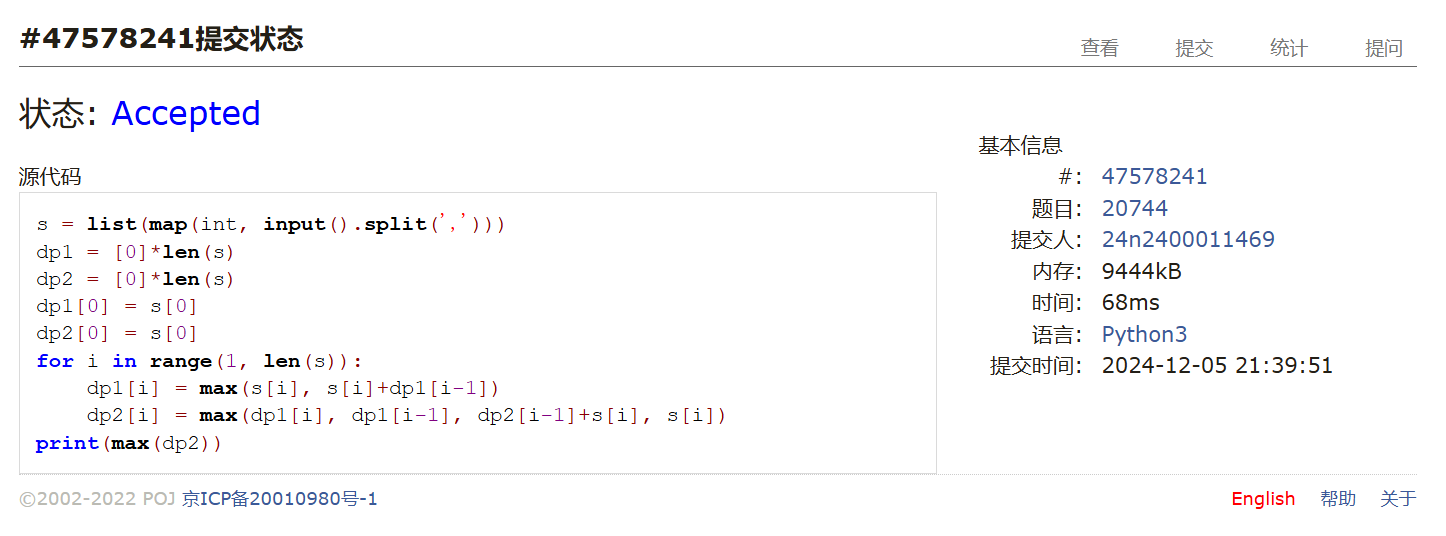 #47578241提交状态
查看 提交 统计 提问
状态: Accepted
源代码
s = list(map(int, input().split(',')))
dp1 = [0]*len(s)
dp2 = [0]*len(s)
dp1[0] = s[0]
dp2[0] = s[0]
for i in range(1, len(s)):
    dp1[i] = max(s[i], s[i]+dp1[i-1])
    dp2[i] = max(dp1[i], dp1[i-1], dp2[i-1]+s[i], s[i])
print(max(dp2))
基本信息
#: 47578241
题目: 20744
提交人: 24n2400011469
内存: 9444kB
时间: 68ms
语言: Python3
提交时间: 2024-12-05 21:39:51
©2002-2022 POJ 京ICP备20010980号-1
English 帮助 关于